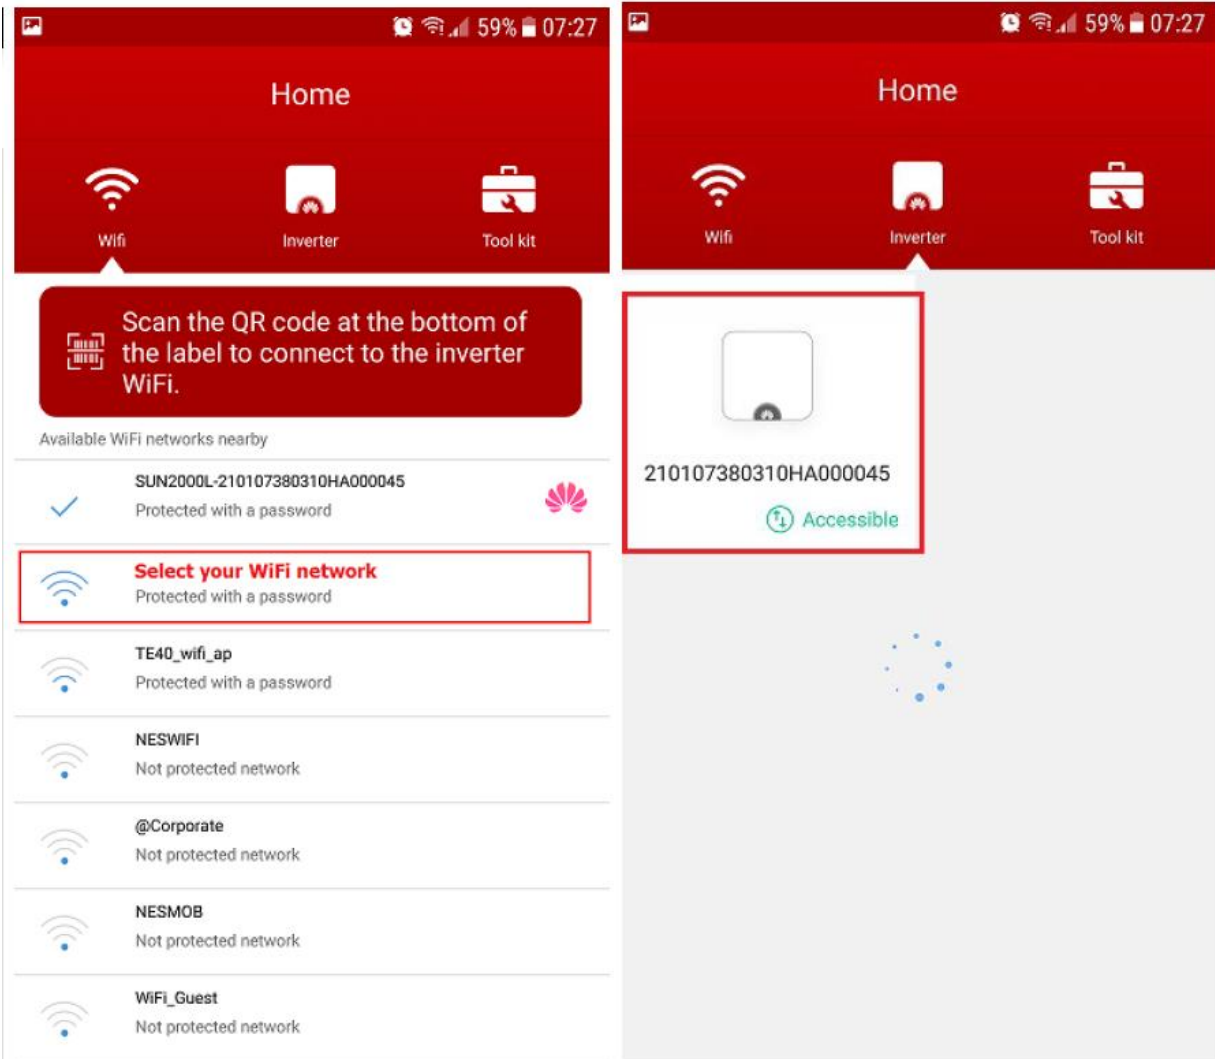 59% 07:27
Home
Wifi Inverter Tool kit
Scan the QR code at the bottom of
the label to connect to the inverter
WiFi.
Available WiFi networks nearby
SUN2000L-210107380310HA000045
Protected with a password
Select your WiFi network
Protected with a password
TE40_wifi_ap
Protected with a password
NESWIFI
Not protected network
@Corporate
Not protected network
NESMOB
Not protected network
WiFi_Guest
Not protected network
59% 07:27
Home
Wifi Inverter Tool kit
210107380310HA000045
Accessible